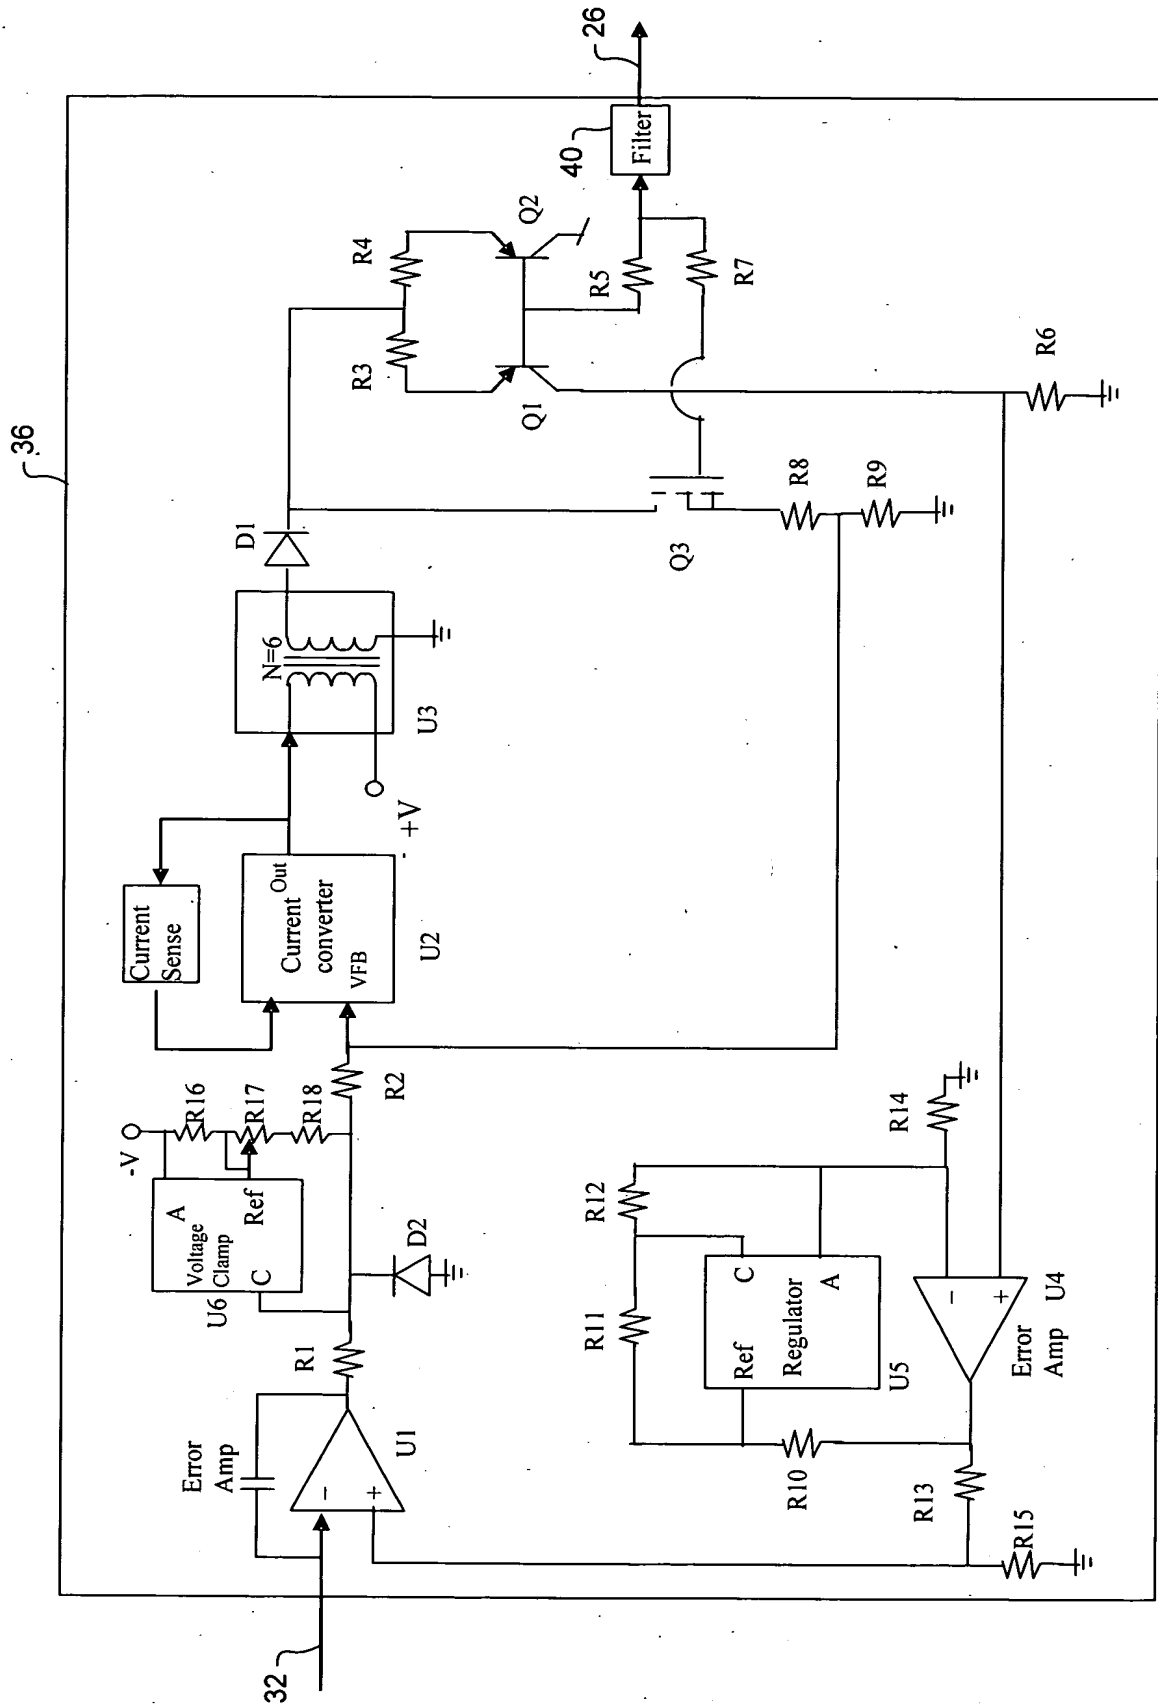 36
32
Error
Amp
−
+
U1
R1
U6
Voltage
Clamp
A
Ref
C
-V
R16
R17
R18
D2
R2
Current
Sense
Current Out
converter
VFB
U2
+V
N=6
U3
D1
R3
R4
Q1
Q2
R5
R7
40
Filter
26
Q3
R8
R9
R6
R11
R12
Ref
C
Regulator
A
U5
R10
R14
−
+
Error
Amp
U4
R13
R15